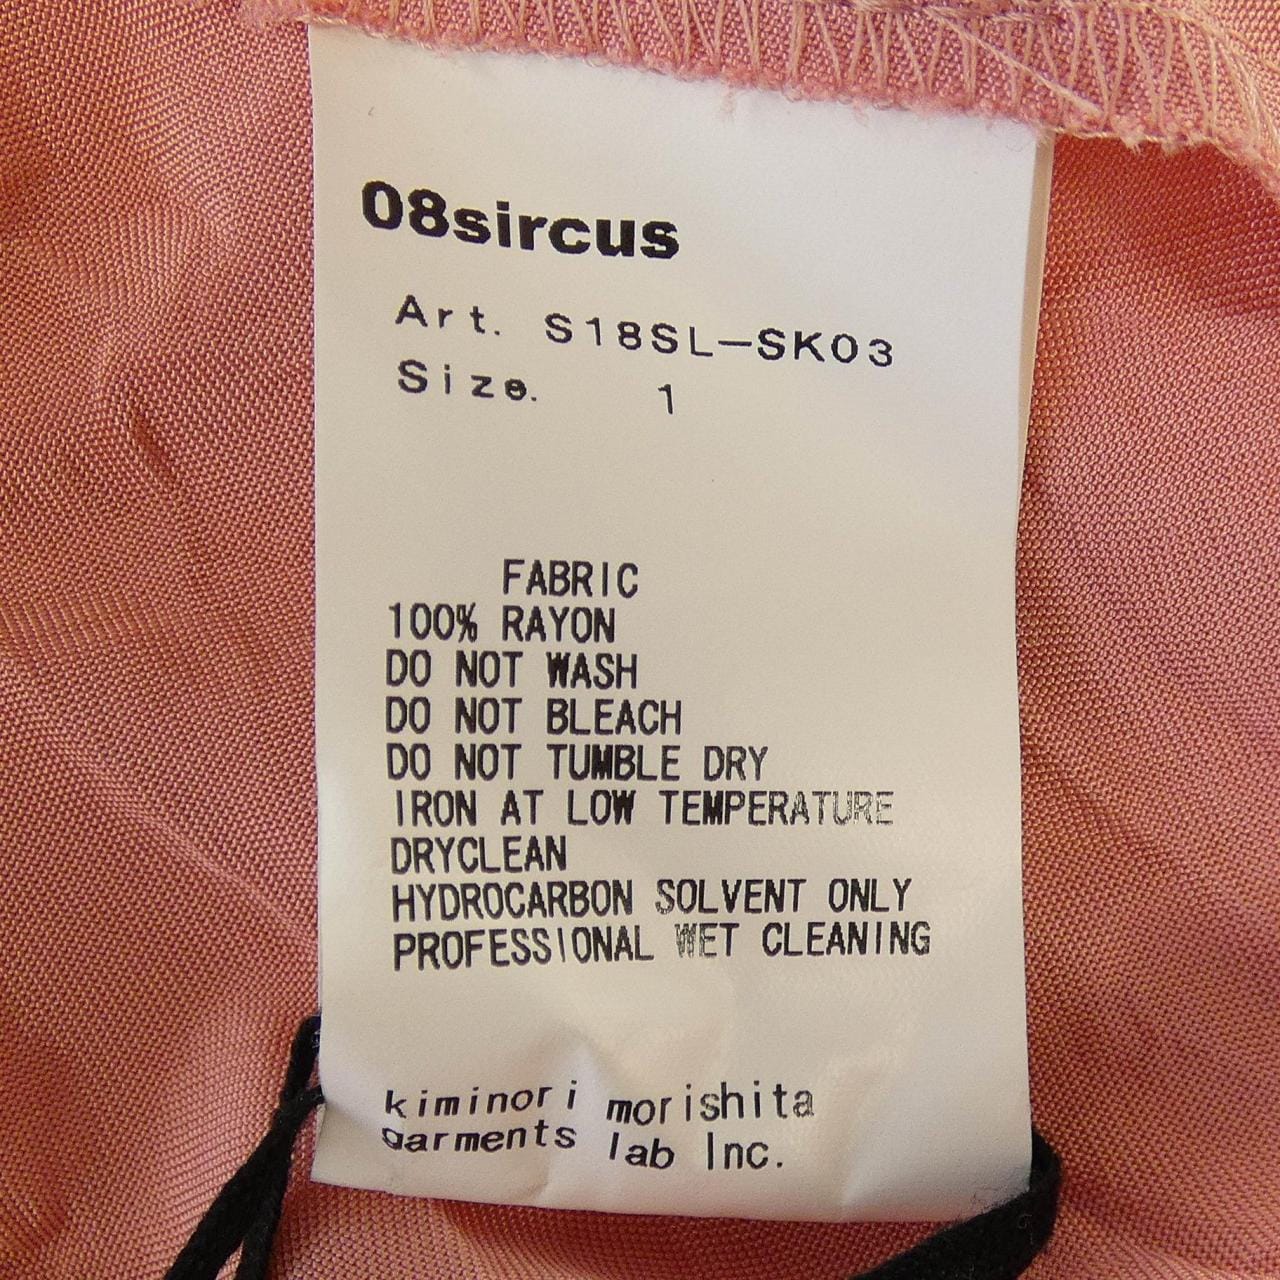 08sircus
Art. S18SL-SK03
Size. 1
FABRIC
100% RAYON
DO NOT WASH
DO NOT BLEACH
DO NOT TUMBLE DRY
IRON AT LOW TEMPERATURE
DRYCLEAN
HYDROCARBON SOLVENT ONLY
PROFESSIONAL WET CLEANING
kiminori morishita
garments lab Inc.